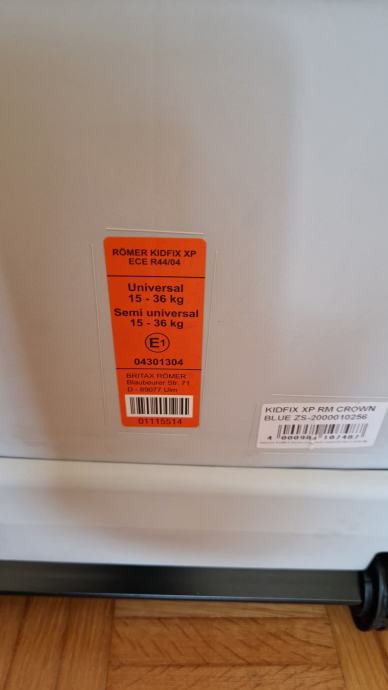 RÖMER KIDFIX XP
ECE R44/04
Universal
15 - 36 kg
Semi universal
15 - 36 kg
E1
04301304
BRITAX RÖMER
Blaubeurer Str. 71
D - 89077 Ulm
01115514
KIDFIX XP RM CROWN
BLUE ZS-2000010256